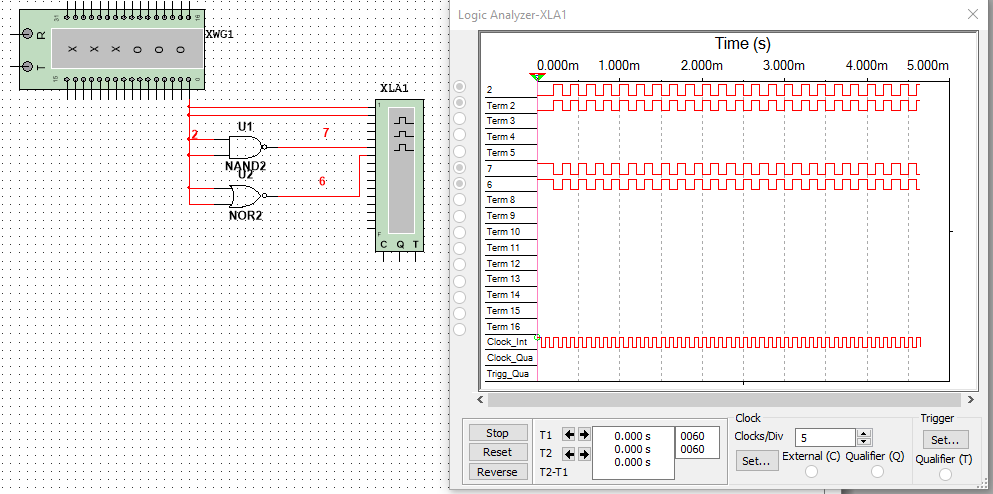 Logic Analyzer-XLA1
31 16
R
X X X O O O
T
15 0
XWG1
XLA1
1
2
U1
7
NAND2
U2
6
NOR2
F
C Q T
Time (s)
0.000m 1.000m 2.000m 3.000m 4.000m 5.000m
2
Term 2
Term 3
Term 4
Term 5
7
6
Term 8
Term 9
Term 10
Term 11
Term 12
Term 13
Term 14
Term 15
Term 16
Clock_Int
Clock_Qua
Trigg_Qua
Stop
Reset
Reverse
T1
T2
T2-T1
0.000 s 0060
0.000 s 0060
0.000 s
Clock
Clocks/Div 5
Set...
External (C) Qualifier (Q)
Trigger
Set...
Qualifier (T)